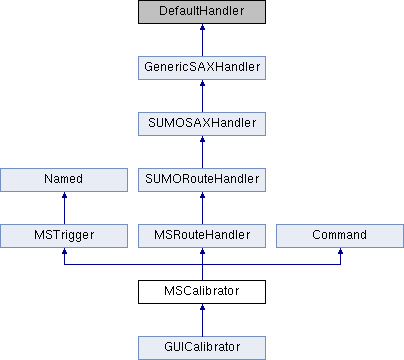 DefaultHandler
GenericSAXHandler
SUMOSAXHandler
Named
SUMORouteHandler
MSTrigger
MSRouteHandler
Command
MSCalibrator
GUICalibrator